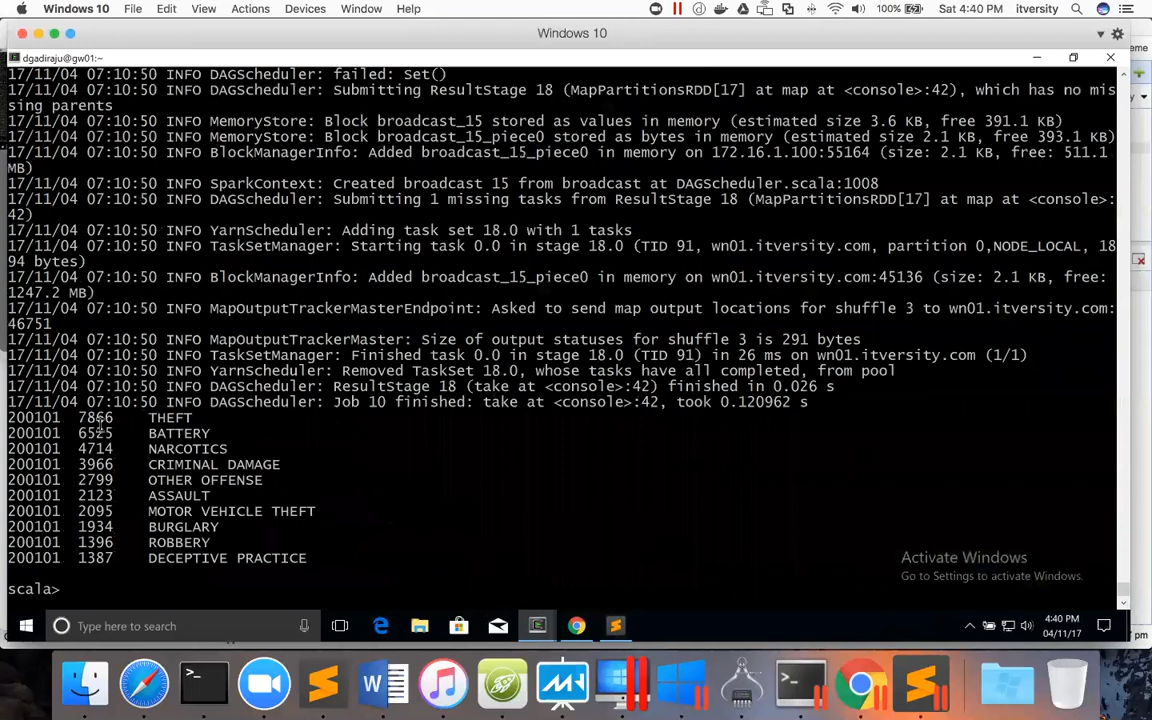 Windows 10 File Edit View Actions Devices Window Help 100% Sat 4:40 PM itversity
Windows 10
dgadiraju@gw01:~
17/11/04 07:10:50 INFO DAGScheduler: failed: Set()
17/11/04 07:10:50 INFO DAGScheduler: Submitting ResultStage 18 (MapPartitionsRDD[17] at map at <console>:42), which has no mis
sing parents
17/11/04 07:10:50 INFO MemoryStore: Block broadcast_15 stored as values in memory (estimated size 3.6 KB, free 391.1 KB)
17/11/04 07:10:50 INFO MemoryStore: Block broadcast_15_piece0 stored as bytes in memory (estimated size 2.1 KB, free 393.1 KB)
17/11/04 07:10:50 INFO BlockManagerInfo: Added broadcast_15_piece0 in memory on 172.16.1.100:55164 (size: 2.1 KB, free: 511.1
MB)
17/11/04 07:10:50 INFO SparkContext: Created broadcast 15 from broadcast at DAGScheduler.scala:1008
17/11/04 07:10:50 INFO DAGScheduler: Submitting 1 missing tasks from ResultStage 18 (MapPartitionsRDD[17] at map at <console>:
42)
17/11/04 07:10:50 INFO YarnScheduler: Adding task set 18.0 with 1 tasks
17/11/04 07:10:50 INFO TaskSetManager: Starting task 0.0 in stage 18.0 (TID 91, wn01.itversity.com, partition 0,NODE_LOCAL, 18
94 bytes)
17/11/04 07:10:50 INFO BlockManagerInfo: Added broadcast_15_piece0 in memory on wn01.itversity.com:45136 (size: 2.1 KB, free:
1247.2 MB)
17/11/04 07:10:50 INFO MapOutputTrackerMasterEndpoint: Asked to send map output locations for shuffle 3 to wn01.itversity.com:
46751
17/11/04 07:10:50 INFO MapOutputTrackerMaster: Size of output statuses for shuffle 3 is 291 bytes
17/11/04 07:10:50 INFO TaskSetManager: Finished task 0.0 in stage 18.0 (TID 91) in 26 ms on wn01.itversity.com (1/1)
17/11/04 07:10:50 INFO YarnScheduler: Removed TaskSet 18.0, whose tasks have all completed, from pool
17/11/04 07:10:50 INFO DAGScheduler: ResultStage 18 (take at <console>:42) finished in 0.026 s
17/11/04 07:10:50 INFO DAGScheduler: Job 10 finished: take at <console>:42, took 0.120962 s
200101 7866 THEFT
200101 6525 BATTERY
200101 4714 NARCOTICS
200101 3966 CRIMINAL DAMAGE
200101 2799 OTHER OFFENSE
200101 2123 ASSAULT
200101 2095 MOTOR VEHICLE THEFT
200101 1934 BURGLARY
200101 1396 ROBBERY
200101 1387 DECEPTIVE PRACTICE
scala>
Activate Windows
Go to Settings to activate Windows.
Type here to search
4:40 PM
04/11/17